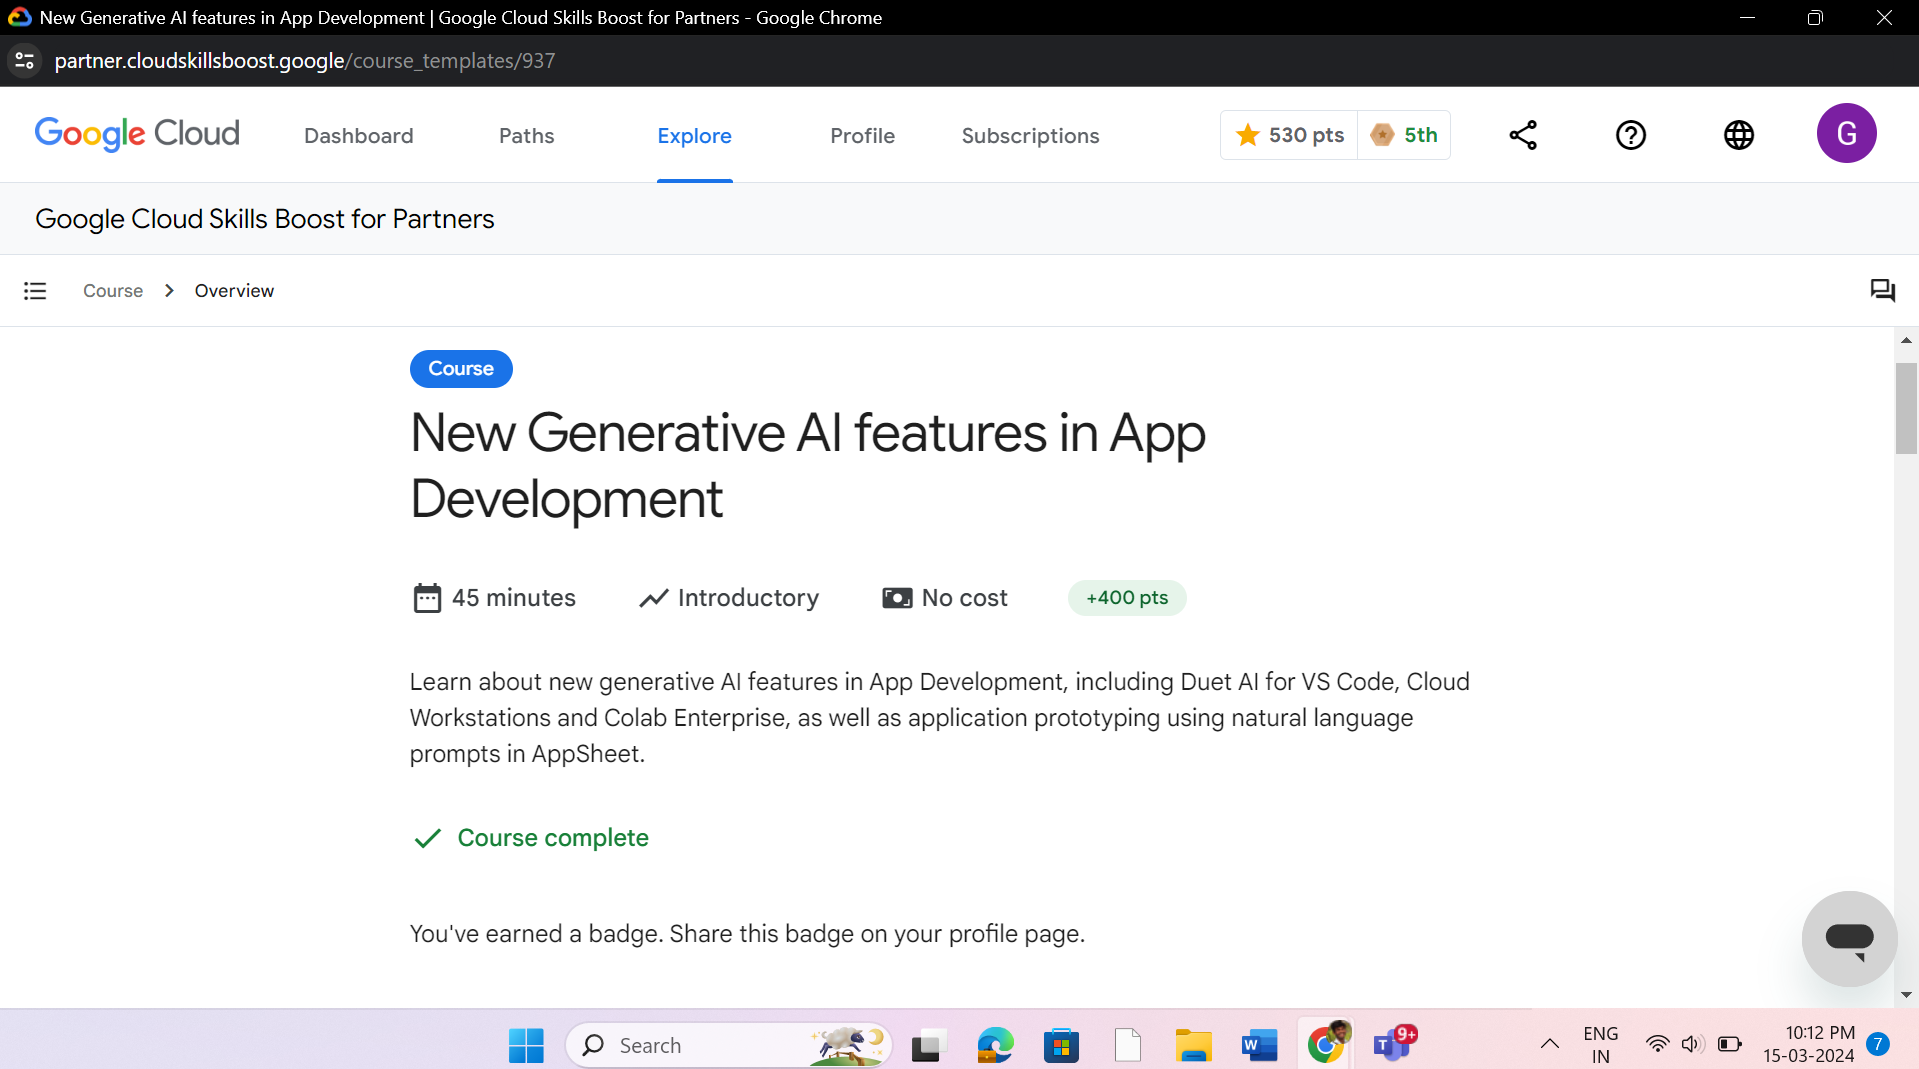 New Generative AI features in App Development | Google Cloud Skills Boost for Partners - Google Chrome
partner.cloudskillsboost.google/course_templates/937
Google Cloud
Dashboard
Paths
Explore
Profile
Subscriptions
530 pts
5th
G
Google Cloud Skills Boost for Partners
Course
Overview
Course
New Generative AI features in App
Development
45 minutes
Introductory
No cost
+400 pts
Learn about new generative AI features in App Development, including Duet AI for VS Code, Cloud
Workstations and Colab Enterprise, as well as application prototyping using natural language
prompts in AppSheet.
Course complete
You've earned a badge. Share this badge on your profile page.
Search
W
T
9+
ENG
IN
10:12 PM
15-03-2024
7